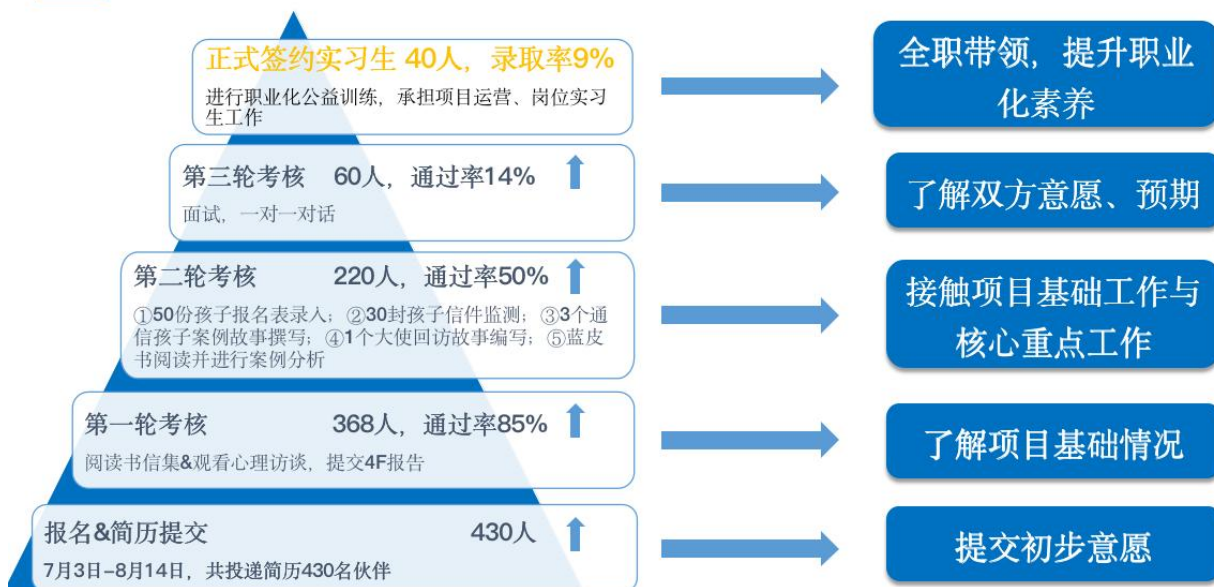 正式签约实习生 40人，录取率9%
进行职业化公益训练，承担项目运营、岗位实习
生工作
全职带领，提升职业
化素养
第三轮考核 60人，通过率14%
面试，一对一对话
了解双方意愿、预期
第二轮考核 220人，通过率50%
①50份孩子报名表录入；②30封孩子信件监测；③3个通
信孩子案例故事撰写；④1个大使回访故事编写；⑤蓝皮
书阅读并进行案例分析
接触项目基础工作与
核心重点工作
第一轮考核 368人，通过率85%
阅读书信集&观看心理访谈，提交4F报告
了解项目基础情况
报名&简历提交 430人
7月3日-8月14日，共投递简历430名伙伴
提交初步意愿